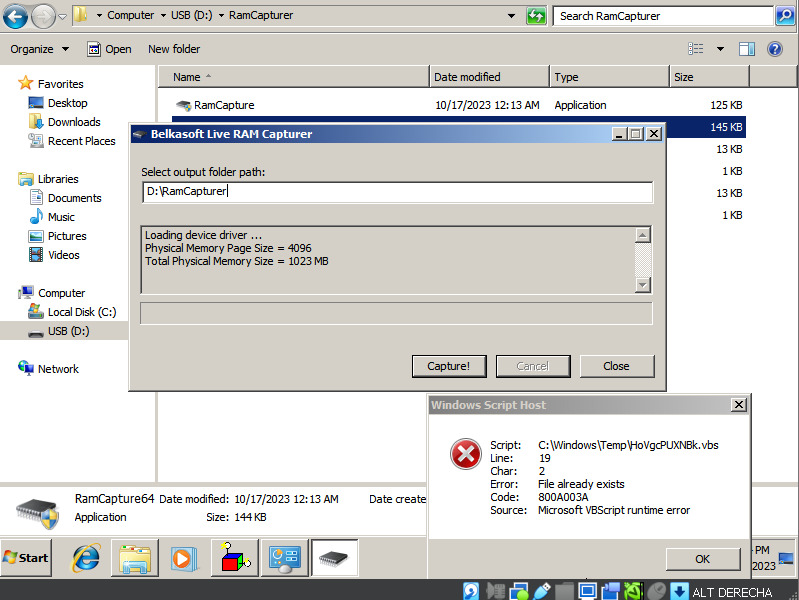 Computer USB (D:) RamCapturer
Search RamCapturer
Organize Open New folder
Favorites
Desktop
Downloads
Recent Places
Libraries
Documents
Music
Pictures
Videos
Computer
Local Disk (C:)
USB (D:)
Network
Name Date modified Type Size
RamCapture 10/17/2023 12:13 AM Application 125 KB
145 KB
13 KB
1 KB
13 KB
1 KB
Belkasoft Live RAM Capturer
Select output folder path:
D:\RamCapturer
Loading device driver ...
Physical Memory Page Size = 4096
Total Physical Memory Size = 1023 MB
Capture! Cancel Close
Windows Script Host
Script: C:\Windows\Temp\HoVgcPUXNBk.vbs
Line: 19
Char: 2
Error: File already exists
Code: 800A003A
Source: Microsoft VBScript runtime error
OK
RamCapture64 Date modified: 10/17/2023 12:13 AM Date create
Application Size: 144 KB
Start
PM
2023
ALT DERECHA